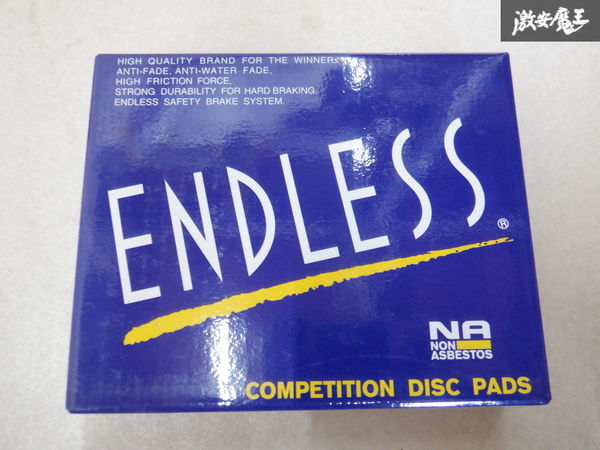 激安魔王
HIGH QUALITY BRAND FOR THE WINNER,
ANTI-FADE, ANTI-WATER FADE,
HIGH FRICTION FORCE,
STRONG DURABILITY FOR HARD BRAKING.
ENDLESS SAFETY BRAKE SYSTEM.
ENDLESS®
NA
NON
ASBESTOS
COMPETITION DISC PADS